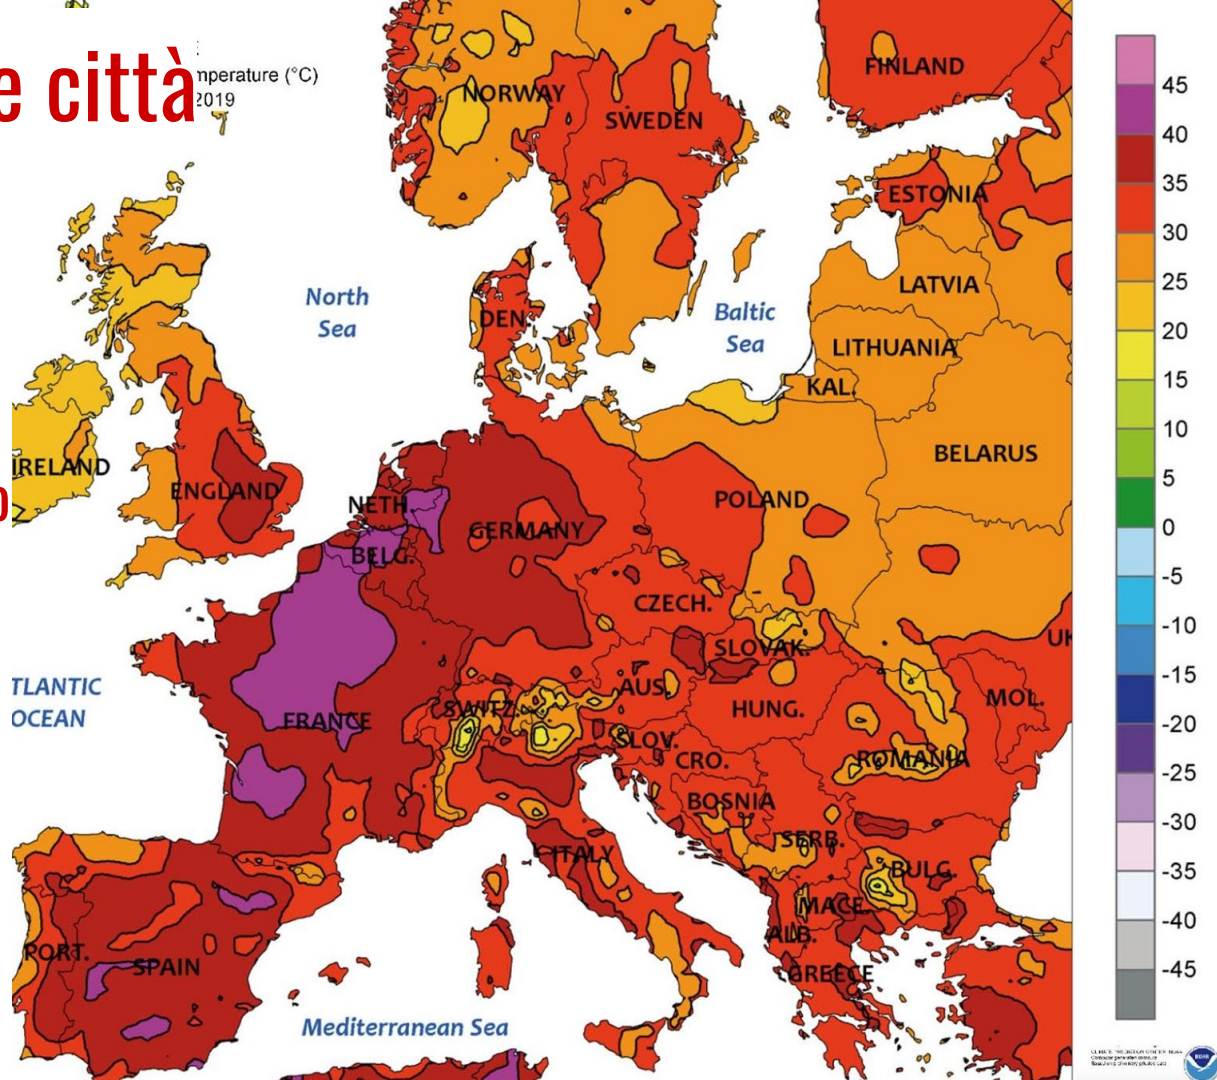 e città
mperature (°C)
2019
NORWAY
SWEDEN
FINLAND
ESTONIA
LATVIA
LITHUANIA
KAL.
BELARUS
North
Sea
Baltic
Sea
DEN.
IRELAND
ENGLAND
NETH.
BELG.
GERMANY
POLAND
CZECH.
SLOVAK.
UK
TLANTIC
OCEAN
FRANCE
SWITZ.
AUS.
HUNG.
MOL.
SLOV.
CRO.
ROMANIA
BOSNIA
SERB.
BULG.
ITALY
MACE.
ALB.
GREECE
PORT.
SPAIN
Mediterranean Sea
45
40
35
30
25
20
15
10
5
0
-5
-10
-15
-20
-25
-30
-35
-40
-45